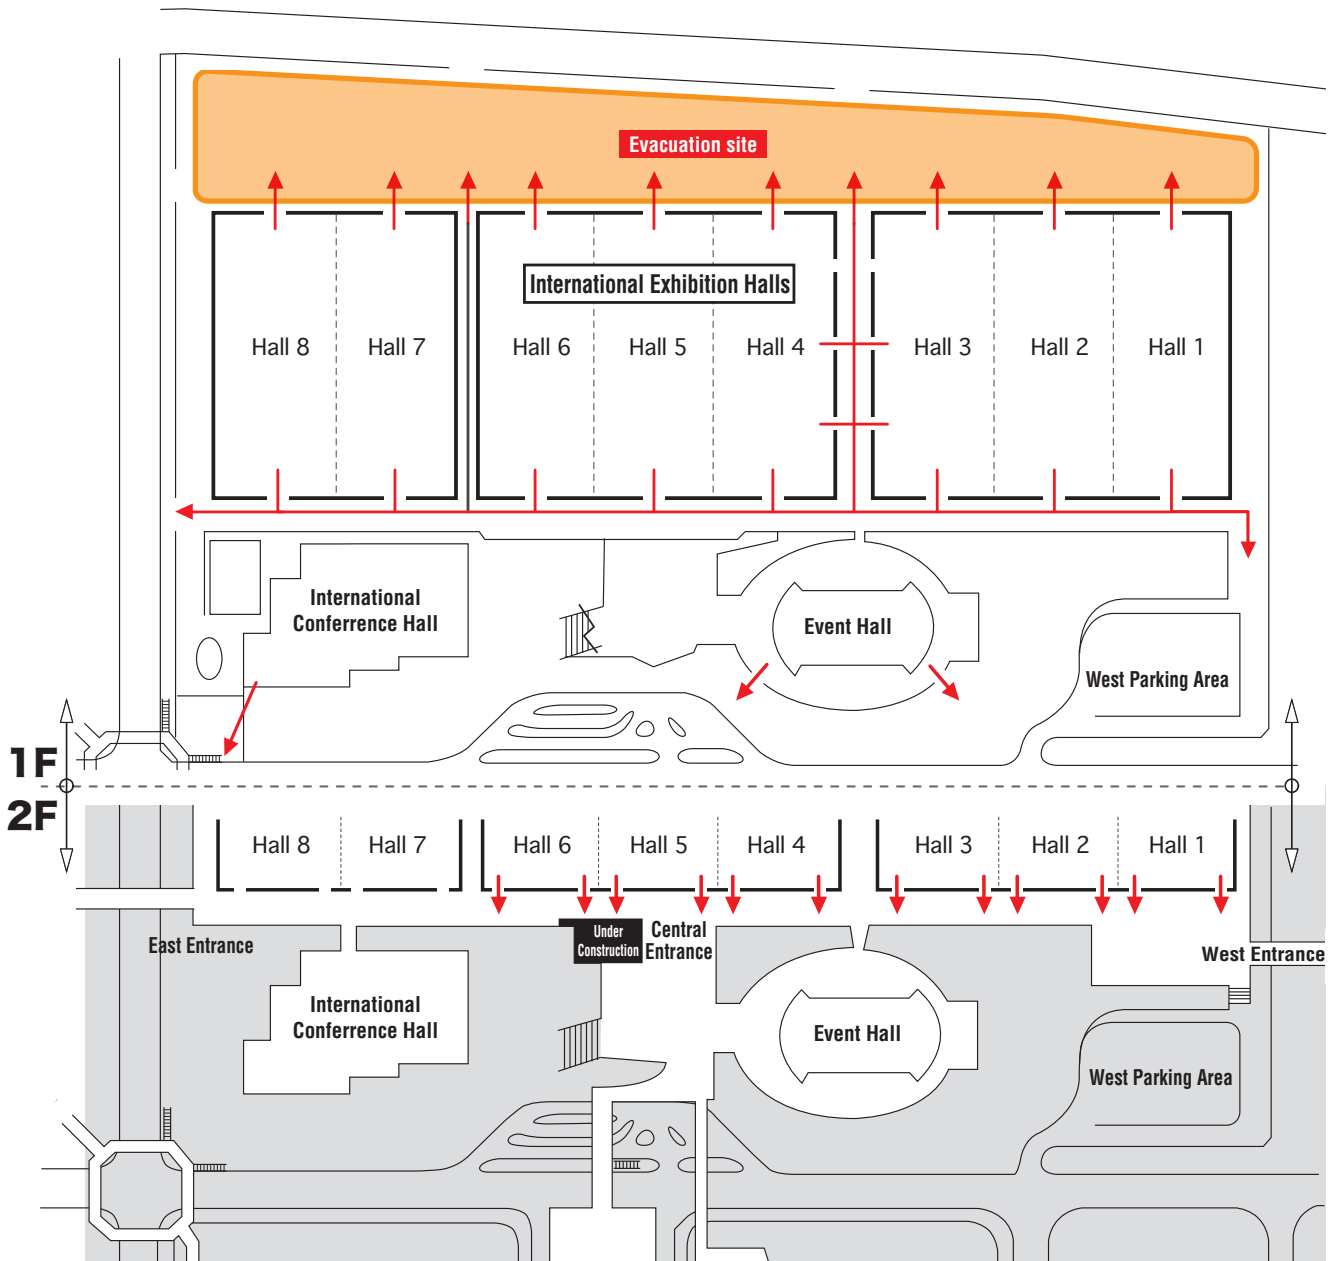 Evacuation site
International Exhibition Halls
Hall 8
Hall 7
Hall 6
Hall 5
Hall 4
Hall 3
Hall 2
Hall 1
International
Conferrence Hall
Event Hall
West Parking Area
1F
2F
Hall 8
Hall 7
Hall 6
Hall 5
Hall 4
Hall 3
Hall 2
Hall 1
East Entrance
Under
Construction
Central
Entrance
West Entrance
International
Conferrence Hall
Event Hall
West Parking Area